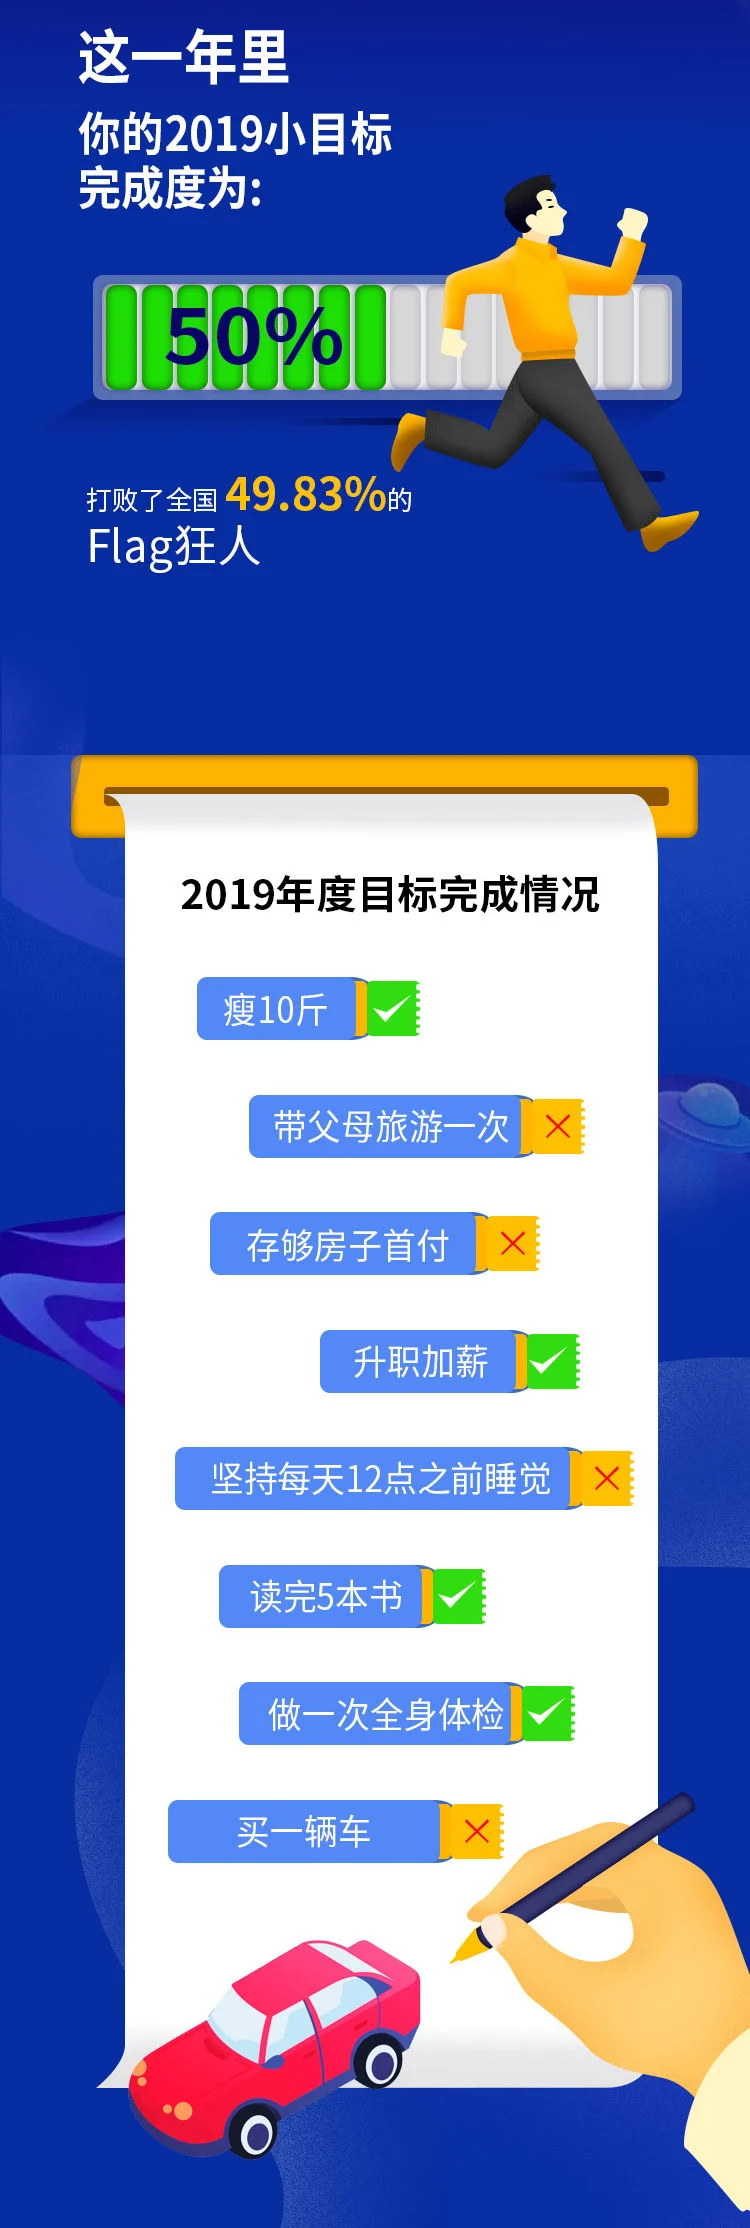 这一年里
你的2019小目标
完成度为:
50%
打败了全国 49.83%的
Flag狂人
2019年度目标完成情况
瘦10斤
带父母旅游一次
存够房子首付
升职加薪
坚持每天12点之前睡觉
读完5本书
做一次全身体检
买一辆车